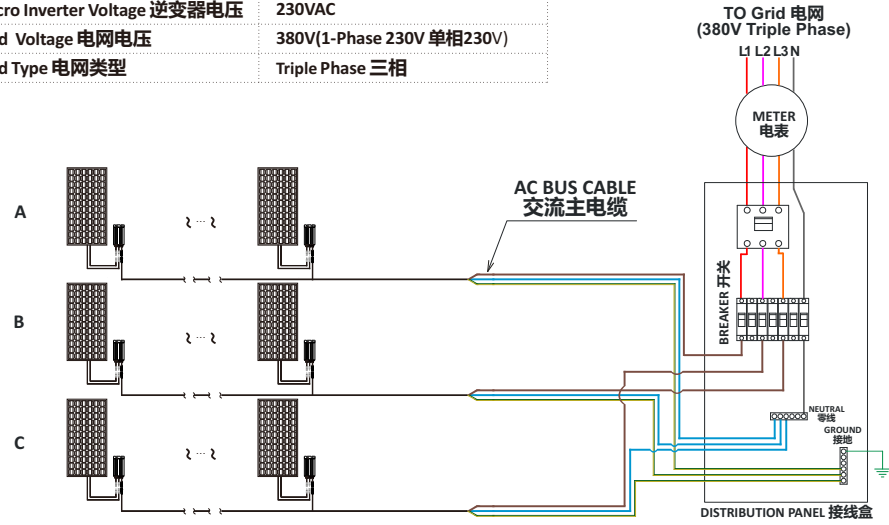 cro Inverter Voltage 逆变器电压 230VAC
d Voltage 电网电压 380V(1-Phase 230V 单相230V)
d Type 电网类型 Triple Phase 三相
TO Grid 电网
(380V Triple Phase)
L1 L2 L3 N
METER
电表
A
AC BUS CABLE
交流主电缆
BREAKER 开关
B
NEUTRAL
零线
GROUND
接地
C
DISTRIBUTION PANEL 接线盒